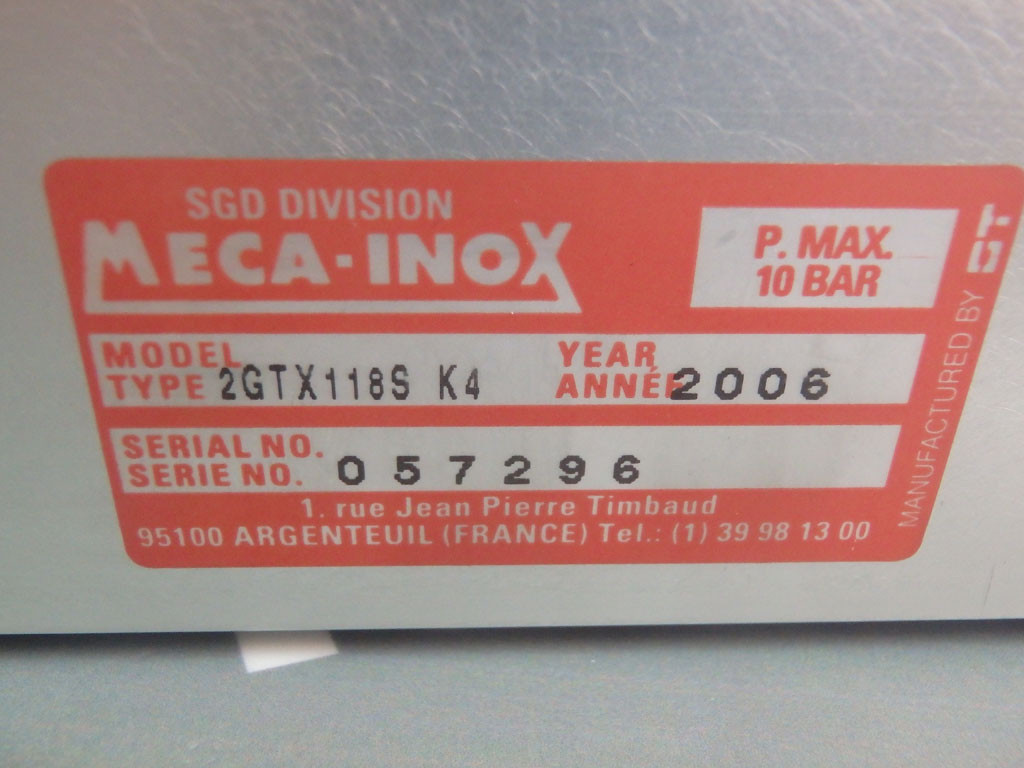 SGD DIVISION
MECA-INOX
P. MAX.
10 BAR
MODEL
TYPE 2GTX118S K4
YEAR
ANNÉE 2006
SERIAL NO.
SERIE NO. 057296
1. rue Jean Pierre Timbaud
95100 ARGENTEUIL (FRANCE) Tel.: (1) 39 98 13 00
MANUFACTURED BY